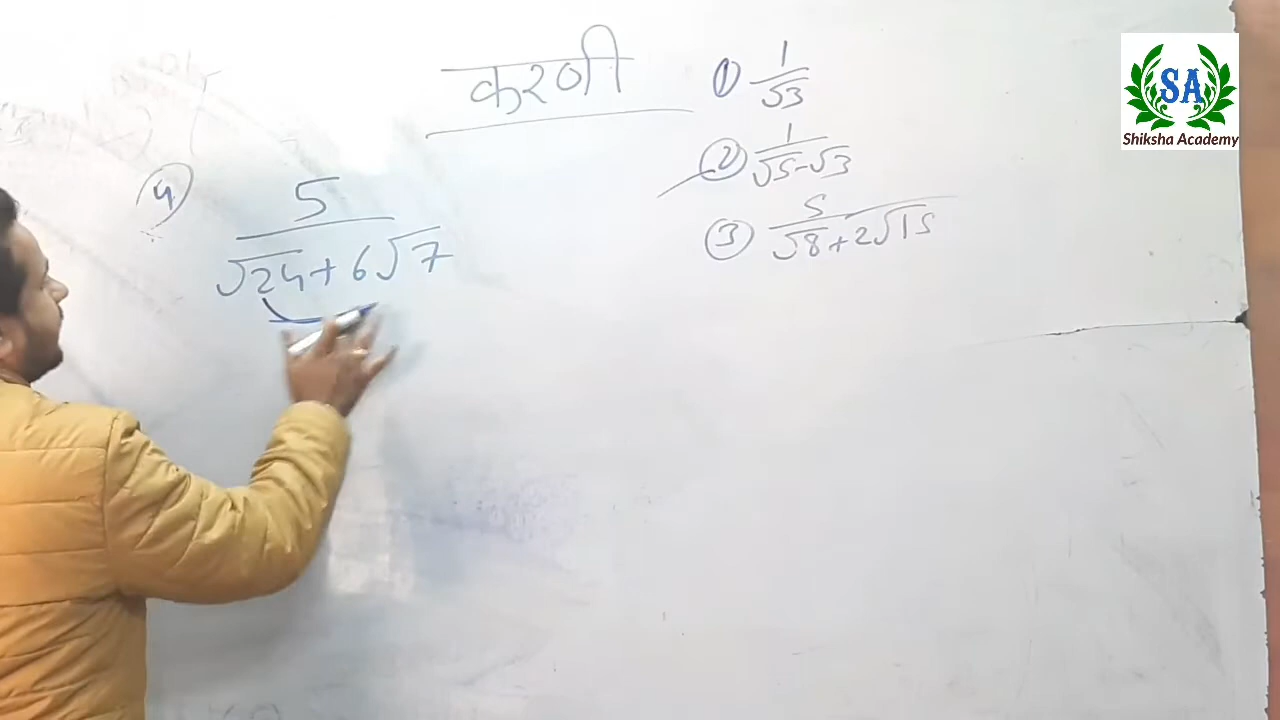 करणी
① 1/√3
② 1/(√5-√3)
③ 5/(√8+2√15)
④ 5/(√24+6√7)
SA
Shiksha Academy